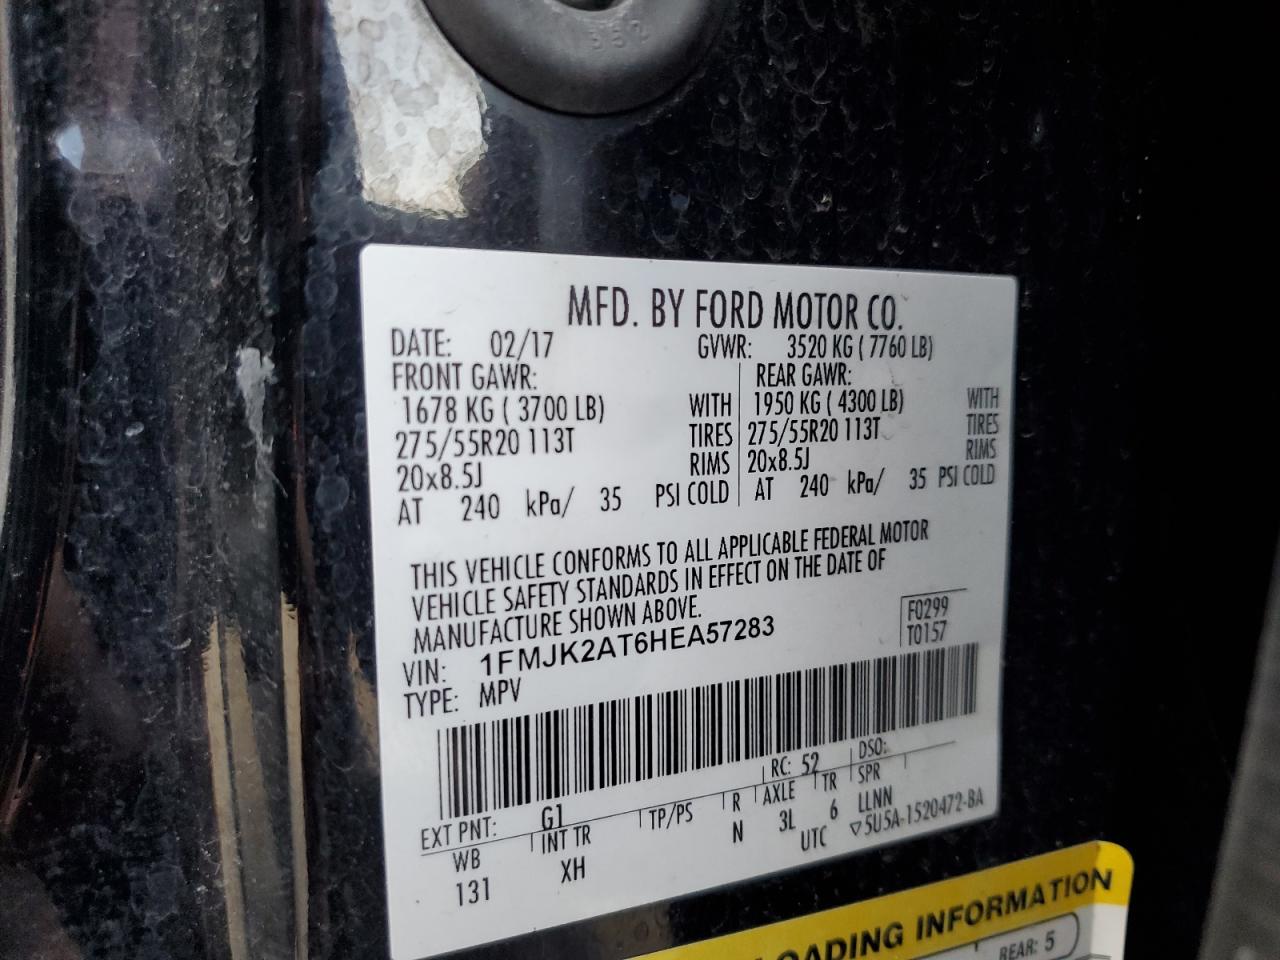 352
MFD. BY FORD MOTOR CO.
DATE: 02/17 GVWR: 3520 KG ( 7760 LB)
FRONT GAWR: REAR GAWR:
1678 KG ( 3700 LB) WITH 1950 KG ( 4300 LB) WITH
275/55R20 113T TIRES 275/55R20 113T TIRES
20x8.5J RIMS 20x8.5J RIMS
AT 240 kPa/ 35 PSI COLD AT 240 kPa/ 35 PSI COLD
THIS VEHICLE CONFORMS TO ALL APPLICABLE FEDERAL MOTOR
VEHICLE SAFETY STANDARDS IN EFFECT ON THE DATE OF
MANUFACTURE SHOWN ABOVE.
F0299
T0157
VIN: 1FMJK2AT6HEA57283
TYPE: MPV
EXT PNT: G1 RC: 52 DSO:
WB INT TR TP/PS R AXLE TR SPR
131 XH N 3L 6 LLNN
UTC ▽5U5A-1520472-BA
LOADING INFORMATION
REAR: 5